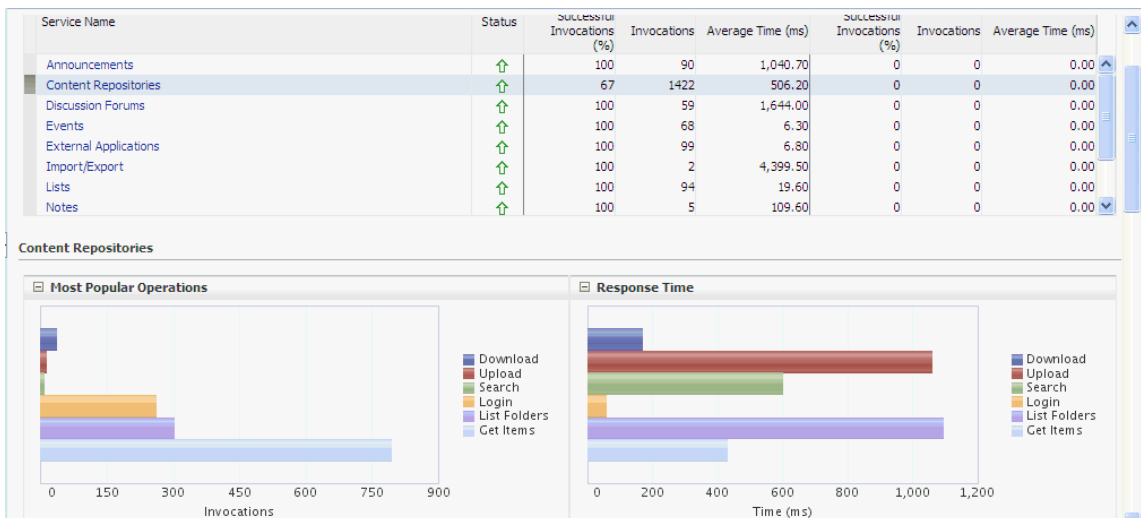 Service Name Status Successful Invocations (%) Invocations Average Time (ms) Successful Invocations (%) Invocations Average Time (ms)
Announcements 100 90 1,040.70 0 0 0.00
Content Repositories 67 1422 506.20 0 0 0.00
Discussion Forums 100 59 1,644.00 0 0 0.00
Events 100 68 6.30 0 0 0.00
External Applications 100 99 6.80 0 0 0.00
Import/Export 100 2 4,399.50 0 0 0.00
Lists 100 94 19.60 0 0 0.00
Notes 100 5 109.60 0 0 0.00
Content Repositories
Most Popular Operations
Download
Upload
Search
Login
List Folders
Get Items
0 150 300 450 600 750 900
Invocations
Response Time
Download
Upload
Search
Login
List Folders
Get Items
0 200 400 600 800 1,000 1,200
Time (ms)